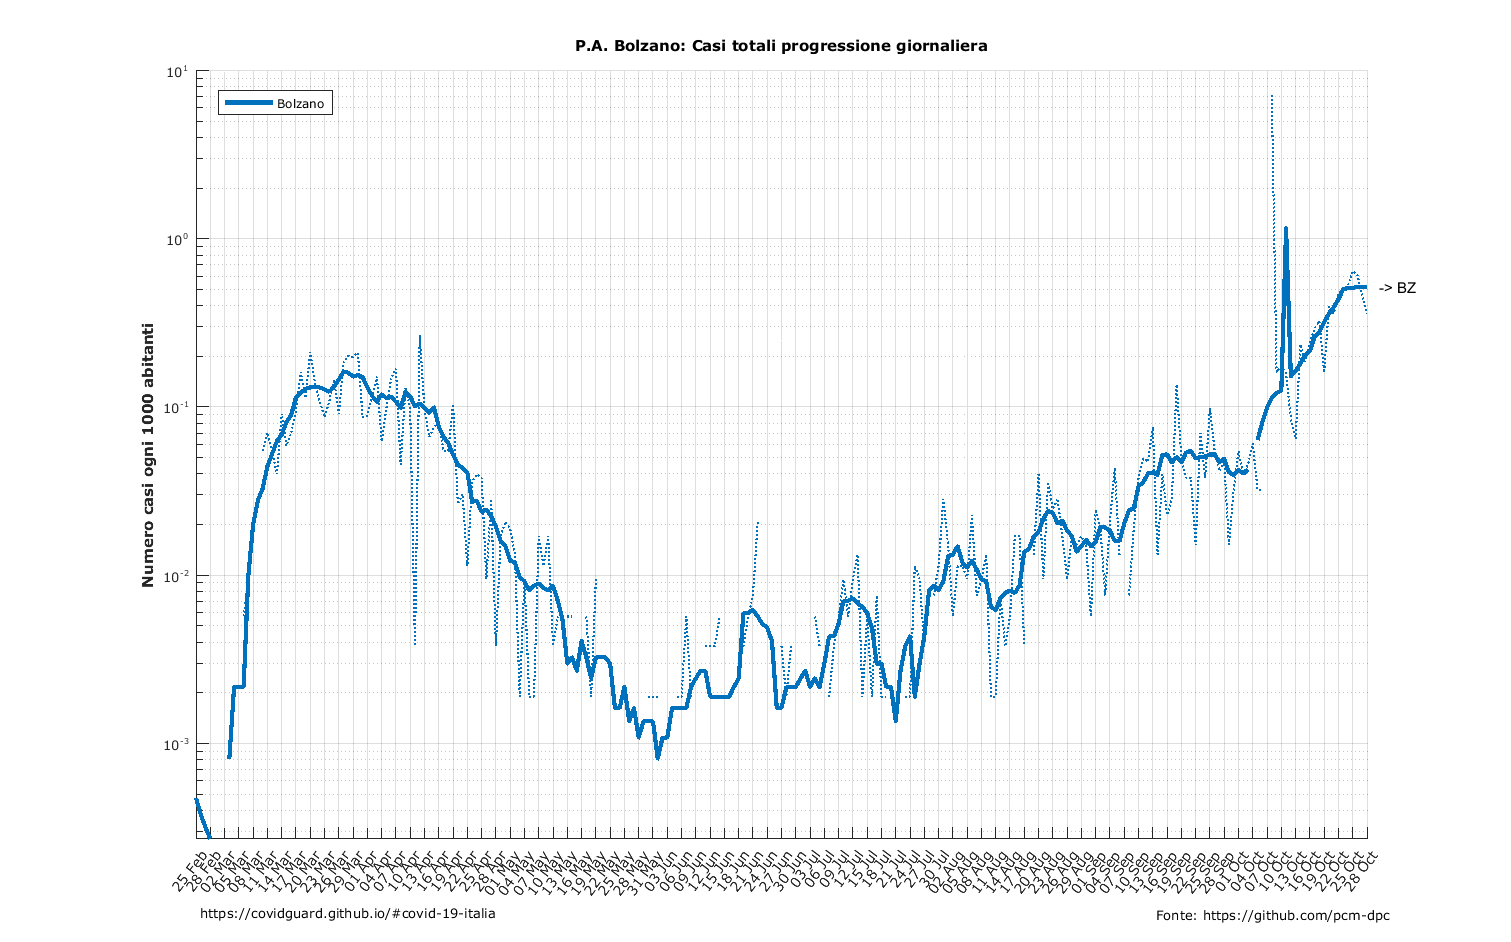 P.A. Bolzano: Casi totali progressione giornaliera
Bolzano
10¹
10⁰
10⁻¹
10⁻²
10⁻³
Numero casi ogni 1000 abitanti
-> BZ
25 Feb
28 Feb
02 Mar
05 Mar
08 Mar
11 Mar
14 Mar
17 Mar
20 Mar
23 Mar
26 Mar
29 Mar
01 Apr
04 Apr
07 Apr
10 Apr
13 Apr
16 Apr
19 Apr
22 Apr
25 Apr
28 Apr
01 May
04 May
07 May
10 May
13 May
16 May
19 May
22 May
25 May
28 May
31 May
03 Jun
06 Jun
09 Jun
12 Jun
15 Jun
18 Jun
21 Jun
24 Jun
27 Jun
30 Jun
03 Jul
06 Jul
09 Jul
12 Jul
15 Jul
18 Jul
21 Jul
24 Jul
27 Jul
30 Jul
02 Aug
05 Aug
08 Aug
11 Aug
14 Aug
17 Aug
20 Aug
23 Aug
26 Aug
29 Aug
01 Sep
04 Sep
07 Sep
10 Sep
13 Sep
16 Sep
19 Sep
22 Sep
25 Sep
28 Sep
01 Oct
04 Oct
07 Oct
10 Oct
13 Oct
16 Oct
19 Oct
22 Oct
25 Oct
28 Oct
https://covidguard.github.io/#covid-19-italia
Fonte: https://github.com/pcm-dpc